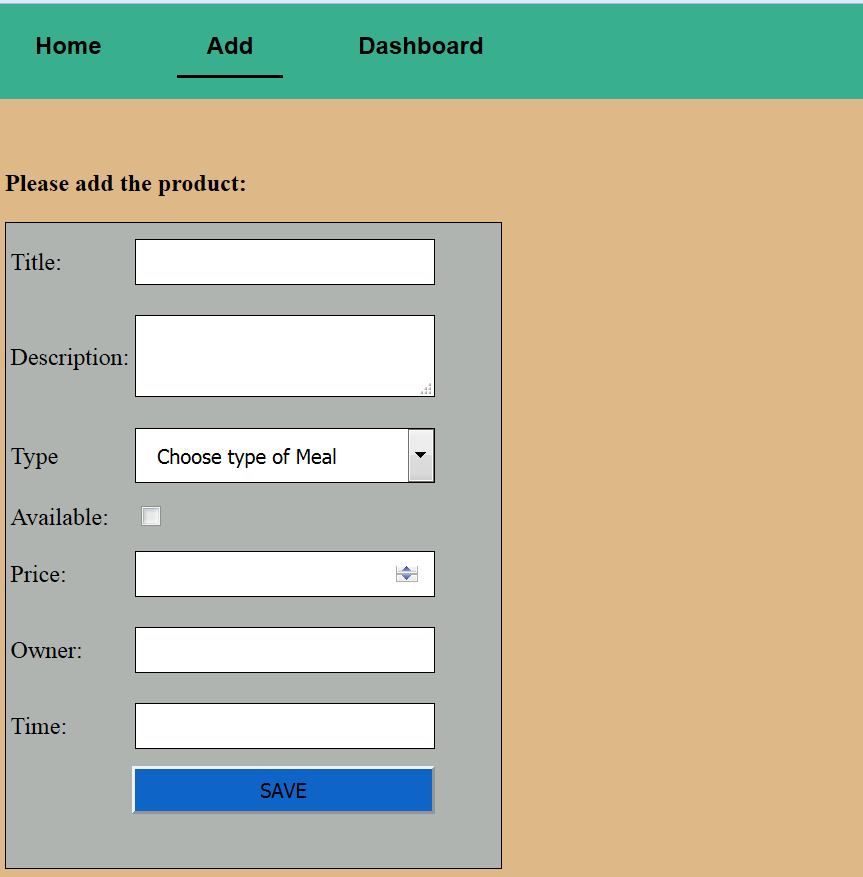 Home Add Dashboard
Please add the product:
Title:
Description:
Type Choose type of Meal
Available:
Price:
Owner:
Time:
SAVE